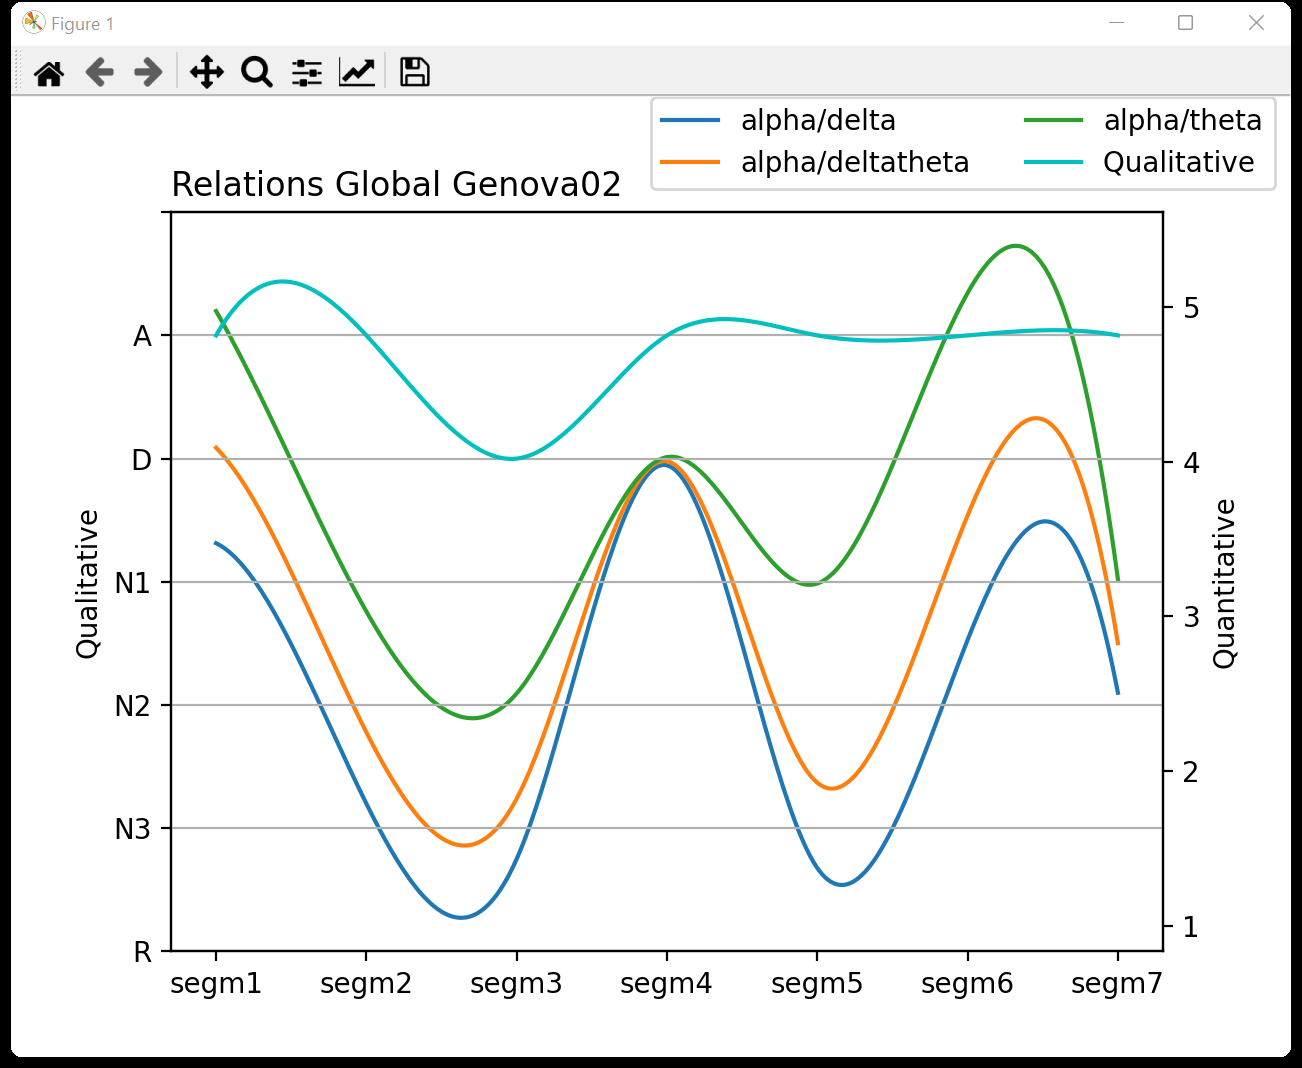 Figure 1
alpha/delta
alpha/deltatheta
alpha/theta
Qualitative
Relations Global Genova02
Qualitative
A
D
N1
N2
N3
R
5
4
3
2
1
Quantitative
segm1 segm2 segm3 segm4 segm5 segm6 segm7